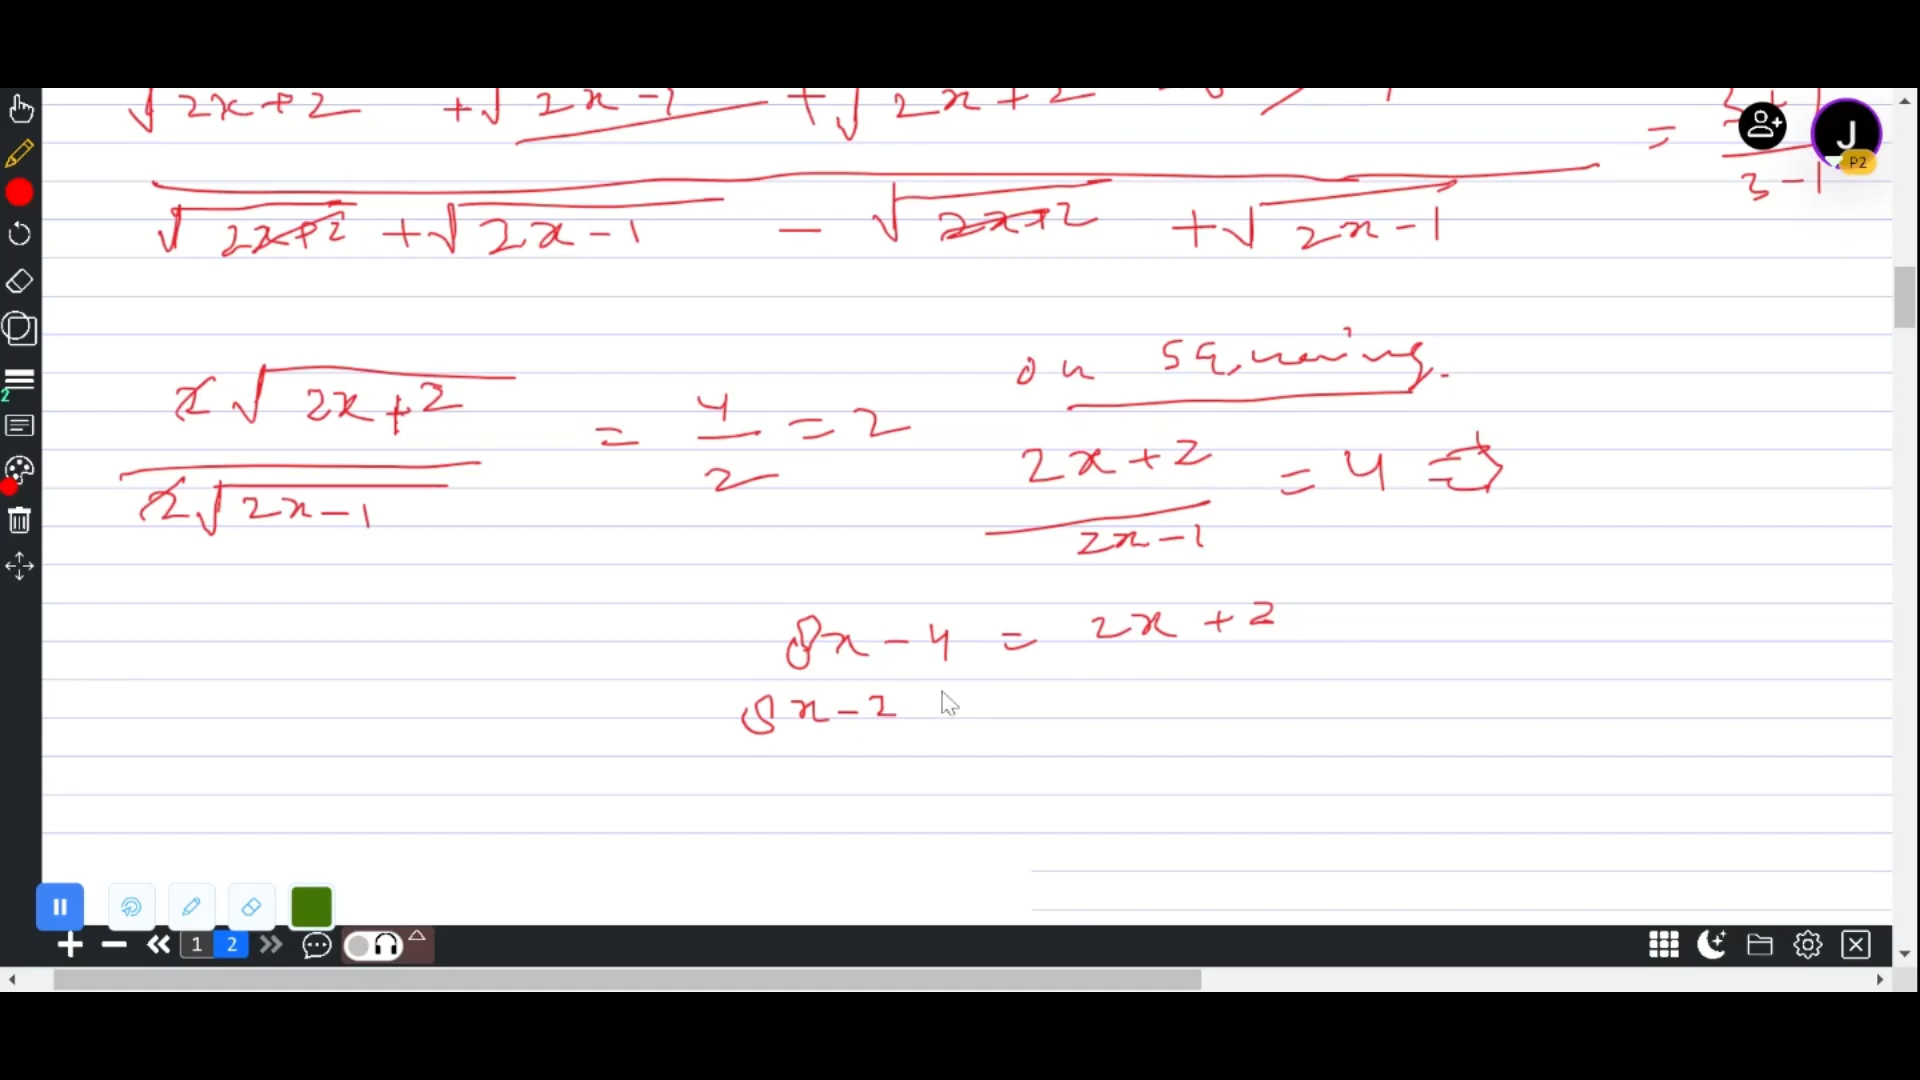 √2x+2 + √2x-1 + √2x+2
= 3-1
√2x+2 + √2x-1 - √2x+2 + √2x-1
J
P2
on squaring.
2√2x+2 / 2√2x-1 = 4/2 = 2
2x+2 / 2x-1 = 4 ⇒
8x-4 = 2x+2
8x-2
2
1 2